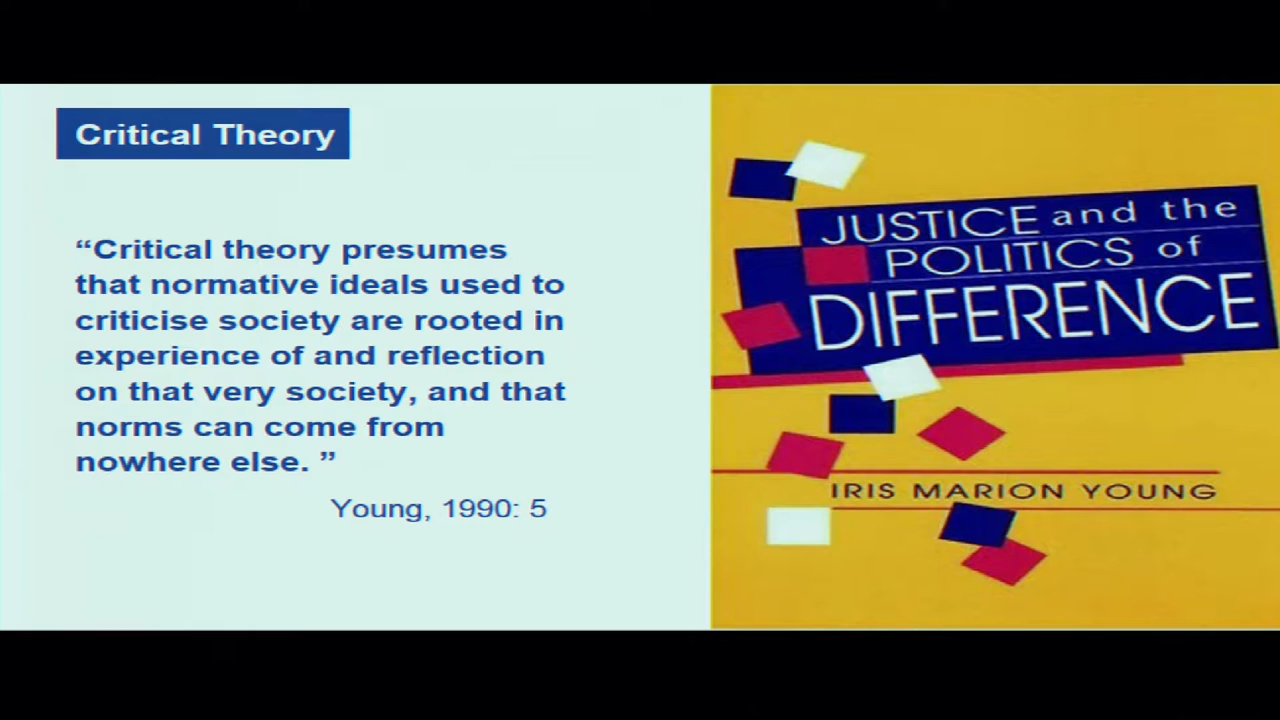 Critical Theory
“Critical theory presumes
that normative ideals used to
criticise society are rooted in
experience of and reflection
on that very society, and that
norms can come from
nowhere else. ”
Young, 1990: 5
JUSTICE and the
POLITICS of
DIFFERENCE
IRIS MARION YOUNG